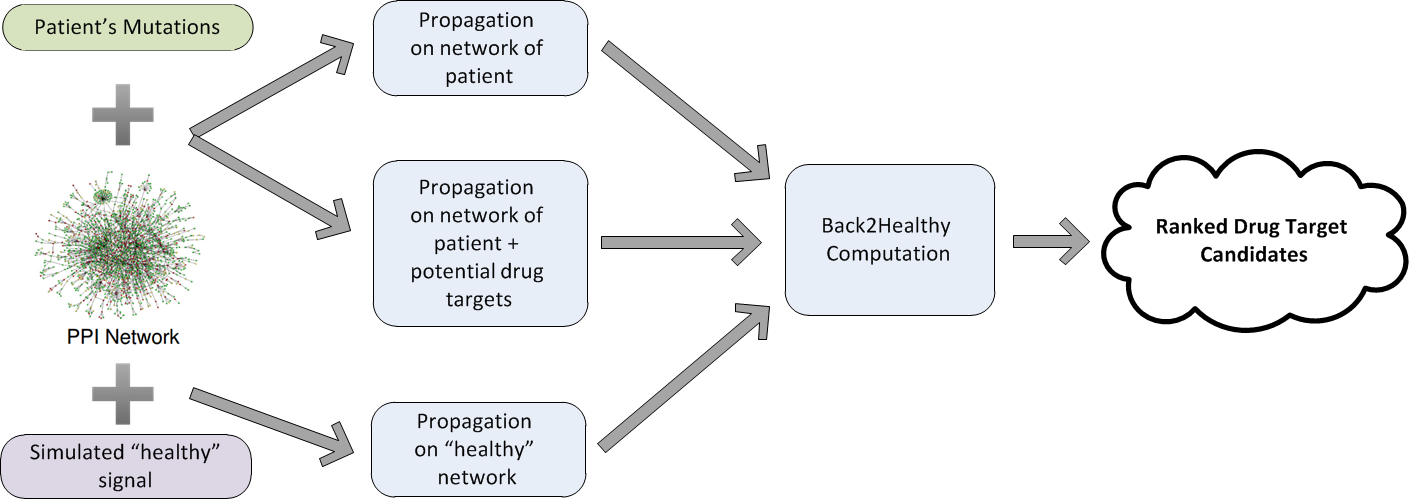 Patient’s Mutations
PPI Network
Simulated “healthy”
signal
Propagation
on network of
patient
Propagation
on network of
patient +
potential drug
targets
Propagation
on “healthy”
network
Back2Healthy
Computation
Ranked Drug Target
Candidates